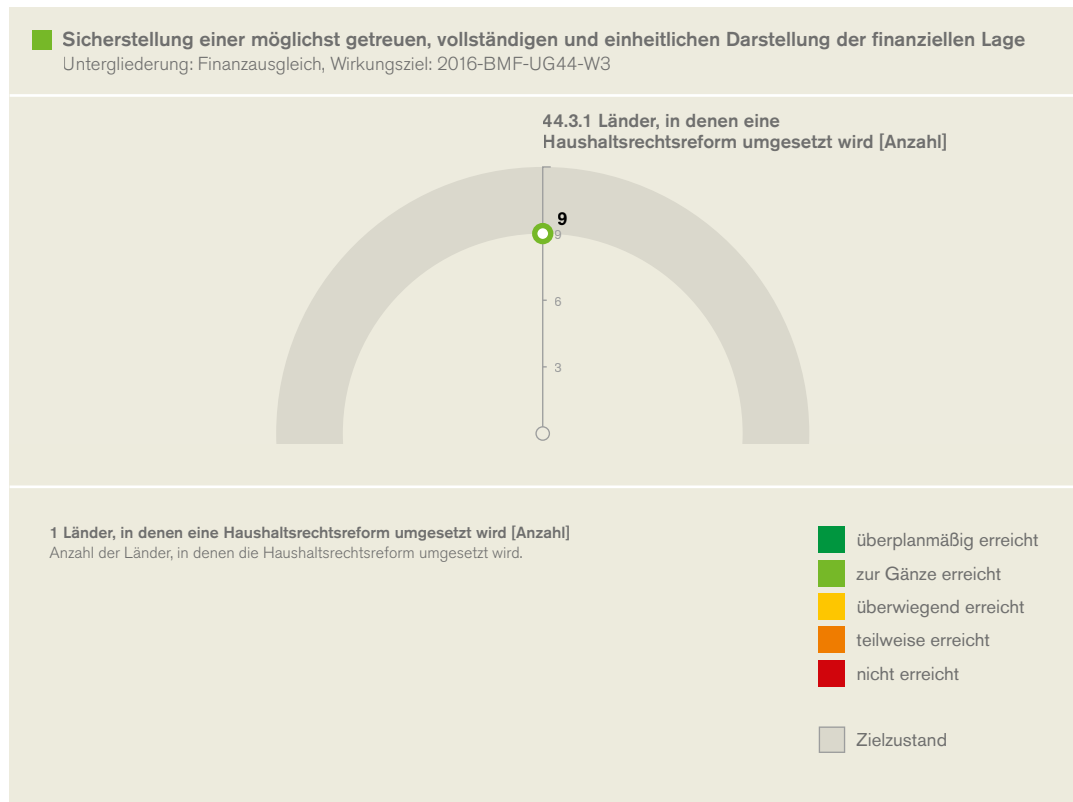 Sicherstellung einer möglichst getreuen, vollständigen und einheitlichen Darstellung der finanziellen Lage
Untergliederung: Finanzausgleich, Wirkungsziel: 2016-BMF-UG44-W3
44.3.1 Länder, in denen eine
Haushaltsrechtsreform umgesetzt wird [Anzahl]
9
9
6
3
1 Länder, in denen eine Haushaltsrechtsreform umgesetzt wird [Anzahl]
Anzahl der Länder, in denen die Haushaltsrechtsreform umgesetzt wird.
überplanmäßig erreicht
zur Gänze erreicht
überwiegend erreicht
teilweise erreicht
nicht erreicht
Zielzustand